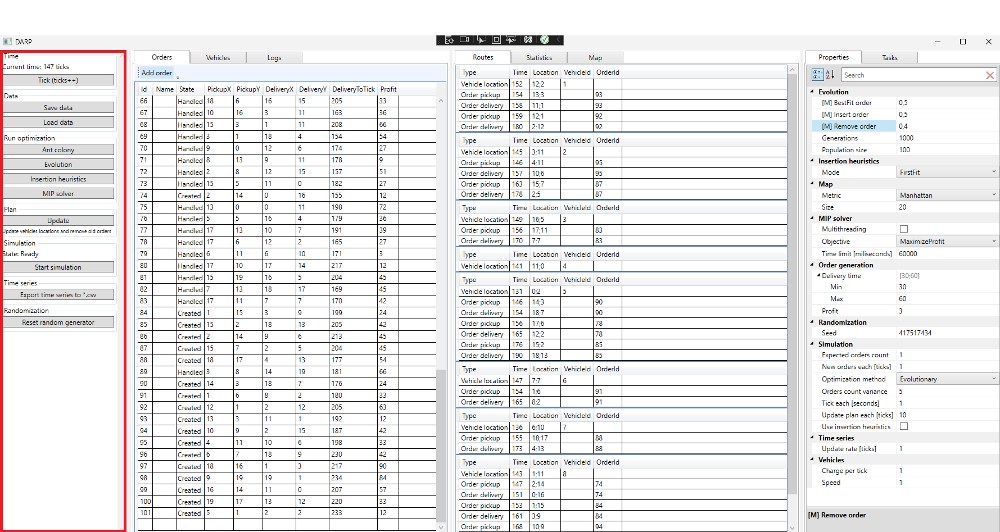 DARP
Time
Current time: 147 ticks
Tick (ticks++)
Data
Save data
Load data
Run optimization
Ant colony
Evolution
Insertion heuristics
MIP solver
Plan
Update
Update vehicles locations and remove old orders
Simulation
State: Ready
Start simulation
Time series
Export time series to *.csv
Randomization
Reset random generator
Orders Vehicles Logs
Add order
Id Name State PickupX PickupY DeliveryX DeliveryY DeliveryToTick Profit
66 Handled 18 6 16 15 205 33
67 Handled 10 16 3 11 163 36
68 Handled 15 3 1 11 208 66
69 Handled 3 1 18 4 154 54
70 Handled 9 0 12 6 174 27
71 Handled 8 13 9 11 178 9
72 Handled 2 8 12 15 157 51
73 Handled 15 5 11 0 182 27
74 Created 2 14 0 16 155 12
75 Handled 13 0 0 11 198 72
76 Handled 5 5 16 4 179 36
77 Handled 17 13 10 7 191 39
78 Handled 17 6 12 2 165 27
79 Handled 6 11 6 10 171 3
80 Handled 17 10 17 14 217 12
81 Handled 15 19 16 5 204 45
82 Handled 7 13 18 17 169 45
83 Handled 17 11 7 7 170 42
84 Created 1 15 3 9 199 24
85 Created 15 2 18 13 205 42
86 Created 2 14 9 6 213 45
87 Created 15 7 2 5 204 45
88 Created 18 17 4 13 177 54
89 Handled 3 8 14 19 181 66
90 Created 14 3 18 7 176 24
91 Created 1 6 8 2 180 33
92 Created 12 1 2 12 205 63
93 Created 13 3 11 1 192 12
94 Created 10 9 2 15 187 42
95 Created 4 11 10 6 198 33
96 Created 6 7 18 9 230 42
97 Created 18 16 1 3 217 90
98 Created 9 19 19 1 234 84
99 Created 16 14 11 0 207 57
100 Created 19 17 13 12 220 33
101 Created 5 1 2 2 233 12
Routes Statistics Map
Type Time Location VehicleId OrderId
Vehicle location 152 12;2 1
Order pickup 154 13;3 93
Order delivery 158 11;1 93
Order pickup 159 12;1 92
Order delivery 180 2;12 92
Type Time Location VehicleId OrderId
Vehicle location 145 3;11 2
Order pickup 146 4;11 95
Order delivery 157 10;6 95
Order pickup 163 15;7 87
Order delivery 178 2;5 87
Type Time Location VehicleId OrderId
Vehicle location 149 16;5 3
Order pickup 156 17;11 83
Order delivery 170 7;7 83
Type Time Location VehicleId OrderId
Vehicle location 141 11;0 4
Type Time Location VehicleId OrderId
Vehicle location 131 0;2 5
Order pickup 146 14;3 90
Order delivery 154 18;7 90
Order pickup 156 17;6 78
Order delivery 165 12;2 78
Order pickup 176 15;2 85
Order delivery 190 18;13 85
Type Time Location VehicleId OrderId
Vehicle location 147 7;7 6
Order pickup 154 1;6 91
Order delivery 165 8;2 91
Type Time Location VehicleId OrderId
Vehicle location 136 6;10 7
Order pickup 155 18;17 88
Order delivery 173 4;13 88
Type Time Location VehicleId OrderId
Vehicle location 143 1;11 8
Order pickup 147 2;14 74
Order delivery 151 0;16 74
Order pickup 153 1;15 84
Order delivery 161 3;9 84
Order pickup 168 10;9 94
Properties Tasks
Search
Evolution
[M] BestFit order 0,5
[M] Insert order 0,5
[M] Remove order 0,4
Generations 1000
Population size 100
Insertion heuristics
Mode FirstFit
Map
Metric Manhattan
Size 20
MIP solver
Multithreading
Objective MaximizeProfit
Time limit [miliseconds] 60000
Order generation
Delivery time [30;60]
Min 30
Max 60
Profit 3
Randomization
Seed 417517434
Simulation
Expected orders count 1
New orders each [ticks] 1
Optimization method Evolutionary
Orders count variance 5
Tick each [seconds] 1
Update plan each [ticks] 10
Use insertion heuristics
Time series
Update rate [ticks] 1
Vehicles
Charge per tick 1
Speed 1
[M] Remove order